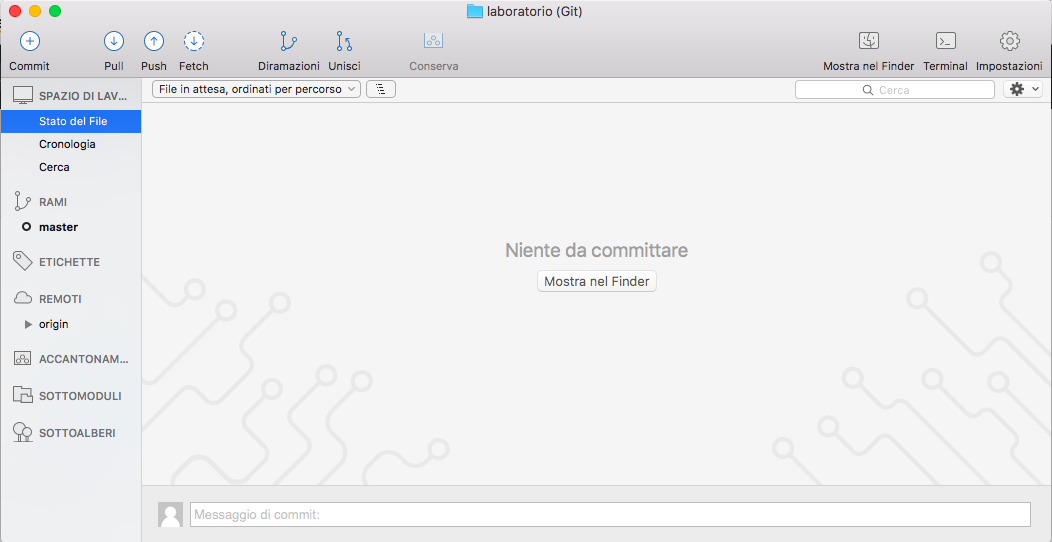 laboratorio (Git)
Commit Pull Push Fetch Diramazioni Unisci Conserva Mostra nel Finder Terminal Impostazioni
SPAZIO DI LAV...
File in attesa, ordinati per percorso
Cerca
Stato del File
Cronologia
Cerca
RAMI
master
ETICHETTE
REMOTI
origin
ACCANTONAM...
SOTTOMODULI
SOTTOALBERI
Niente da committare
Mostra nel Finder
Messaggio di commit: